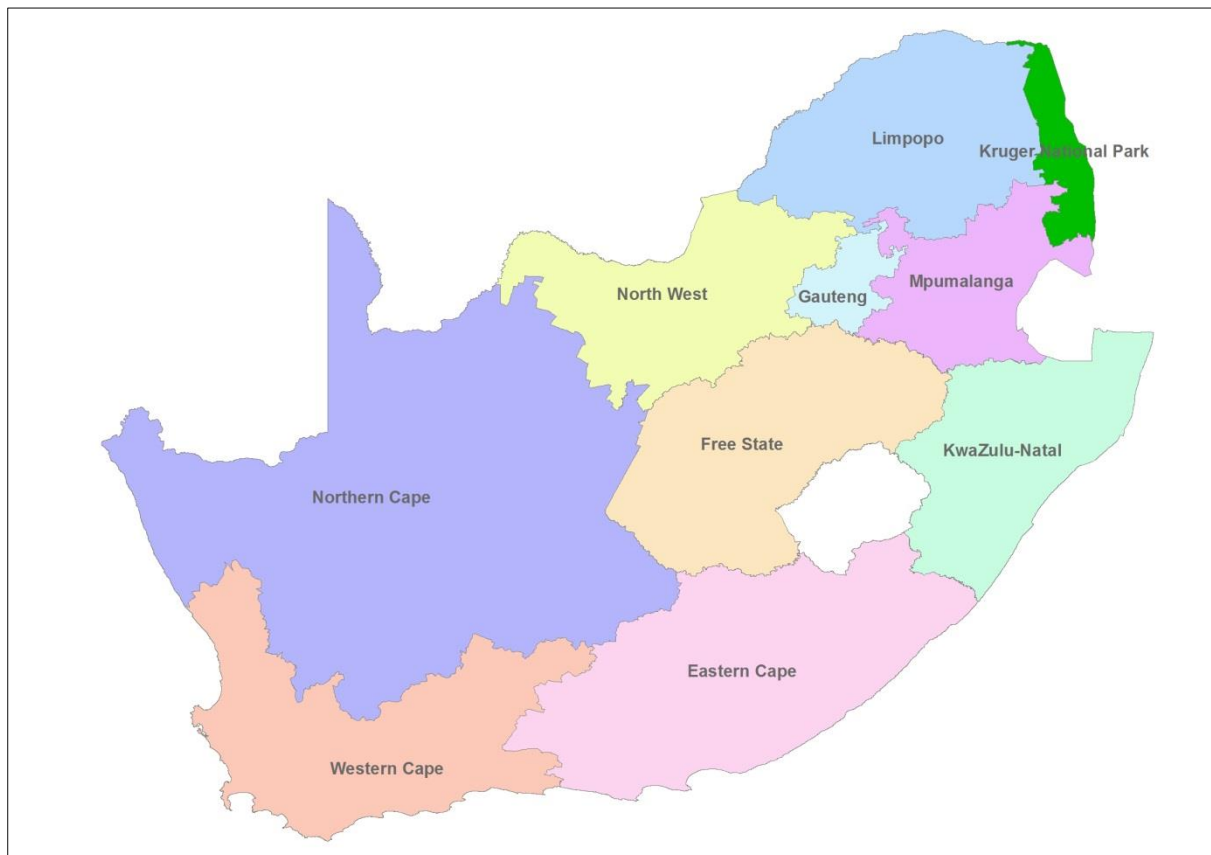 Limpopo
Kruger National Park
North West
Gauteng
Mpumalanga
Free State
KwaZulu-Natal
Northern Cape
Eastern Cape
Western Cape